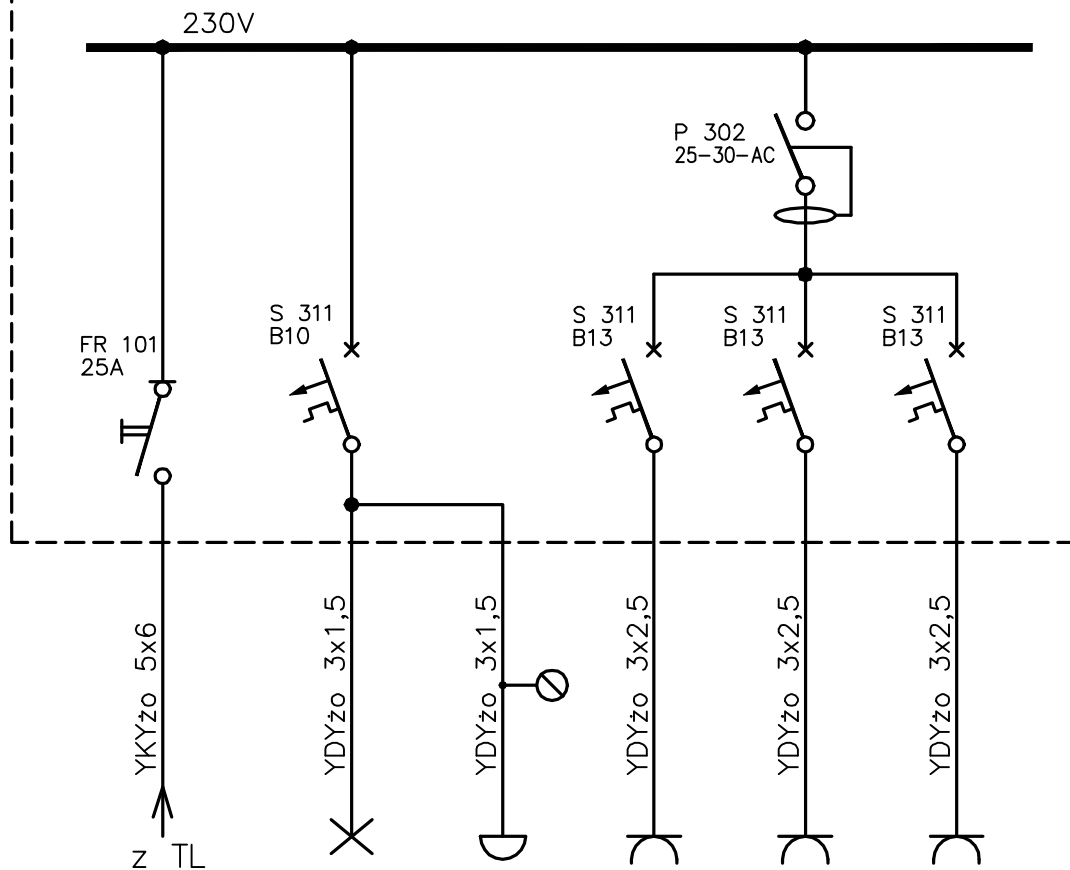 230V
P 302
25-30-AC
S 311
B10
S 311
B13
S 311
B13
S 311
B13
FR 101
25A
YKYżo 5x6
YDYżo 3x1,5
YDYżo 3x1,5
YDYżo 3x2,5
YDYżo 3x2,5
YDYżo 3x2,5
z TL